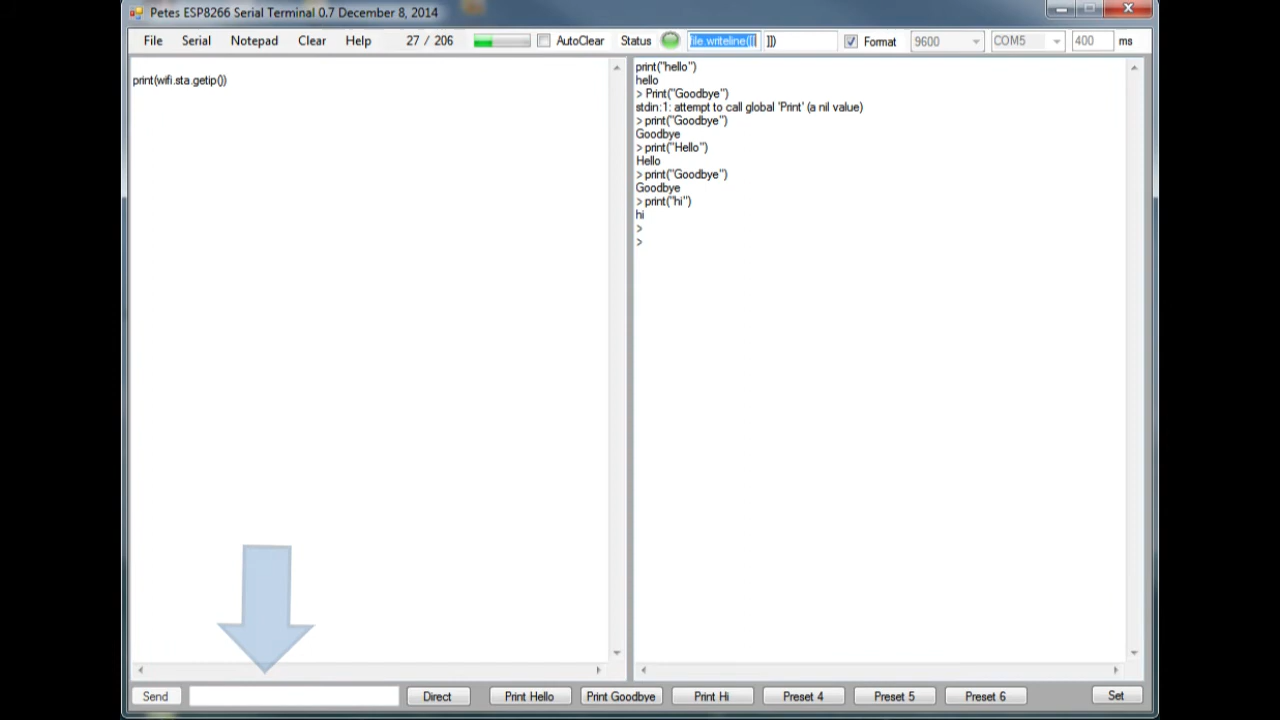 Petes ESP8266 Serial Terminal 0.7 December 8, 2014
File Serial Notepad Clear Help 27 / 206 AutoClear Status file.writeline([[ ]]) Format 9600 COM5 400 ms
print(wifi.sta.getip())
print("hello")
hello
> Print("Goodbye")
stdin:1: attempt to call global 'Print' (a nil value)
> print("Goodbye")
Goodbye
> print("Hello")
Hello
> print("Goodbye")
Goodbye
> print("hi")
hi
>
>
Send Direct Print Hello Print Goodbye Print Hi Preset 4 Preset 5 Preset 6 Set